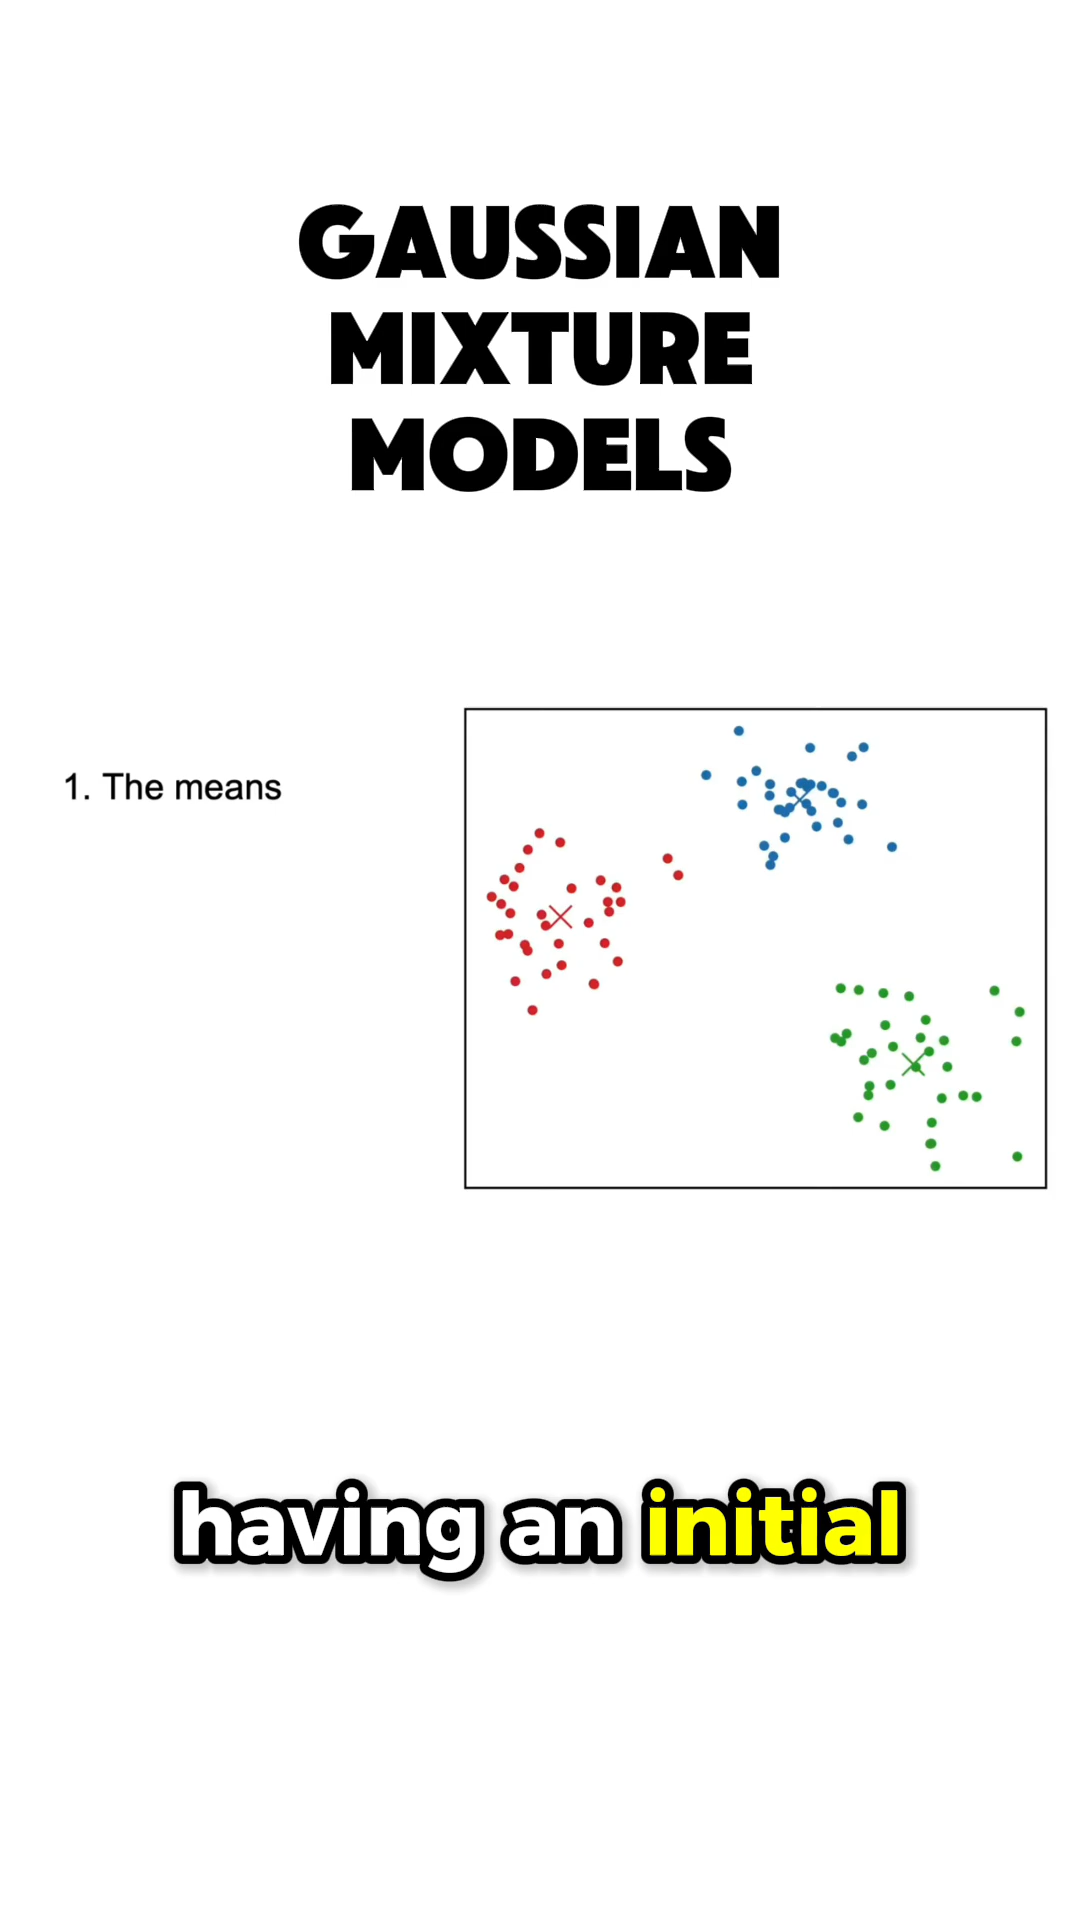 GAUSSIAN
MIXTURE
MODELS
1. The means
having an initial